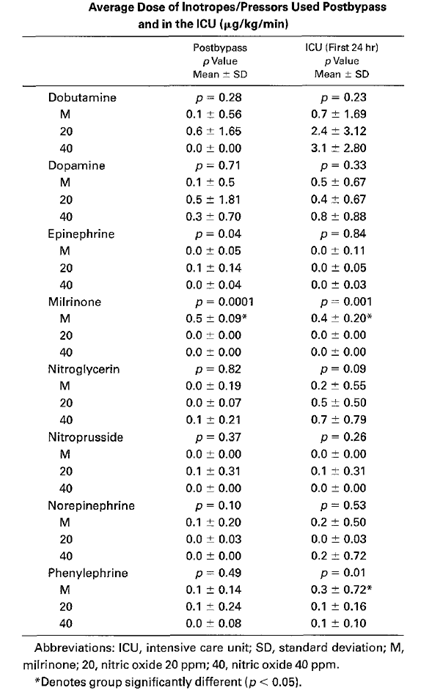 Average Dose of Inotropes/Pressors Used Postbypass
and in the ICU (μg/kg/min)
Postbypass ICU (First 24 hr)
p Value p Value
Mean ± SD Mean ± SD
Dobutamine p = 0.28 p = 0.23
M 0.1 ± 0.56 0.7 ± 1.69
20 0.6 ± 1.65 2.4 ± 3.12
40 0.0 ± 0.00 3.1 ± 2.80
Dopamine p = 0.71 p = 0.33
M 0.1 ± 0.5 0.5 ± 0.67
20 0.5 ± 1.81 0.4 ± 0.67
40 0.3 ± 0.70 0.8 ± 0.88
Epinephrine p = 0.04 p = 0.84
M 0.0 ± 0.05 0.0 ± 0.11
20 0.1 ± 0.14 0.0 ± 0.05
40 0.0 ± 0.04 0.0 ± 0.03
Milrinone p = 0.0001 p = 0.001
M 0.5 ± 0.09* 0.4 ± 0.20*
20 0.0 ± 0.00 0.0 ± 0.00
40 0.0 ± 0.00 0.0 ± 0.00
Nitroglycerin p = 0.82 p = 0.09
M 0.0 ± 0.19 0.2 ± 0.55
20 0.0 ± 0.07 0.5 ± 0.50
40 0.1 ± 0.21 0.7 ± 0.79
Nitroprusside p = 0.37 p = 0.26
M 0.0 ± 0.00 0.0 ± 0.00
20 0.1 ± 0.31 0.1 ± 0.31
40 0.0 ± 0.00 0.0 ± 0.00
Norepinephrine p = 0.10 p = 0.53
M 0.1 ± 0.20 0.2 ± 0.50
20 0.0 ± 0.03 0.0 ± 0.03
40 0.0 ± 0.00 0.2 ± 0.72
Phenylephrine p = 0.49 p = 0.01
M 0.1 ± 0.14 0.3 ± 0.72*
20 0.1 ± 0.24 0.1 ± 0.16
40 0.0 ± 0.08 0.1 ± 0.10
Abbreviations: ICU, intensive care unit; SD, standard deviation; M,
milrinone; 20, nitric oxide 20 ppm; 40, nitric oxide 40 ppm.
*Denotes group significantly different (p < 0.05).